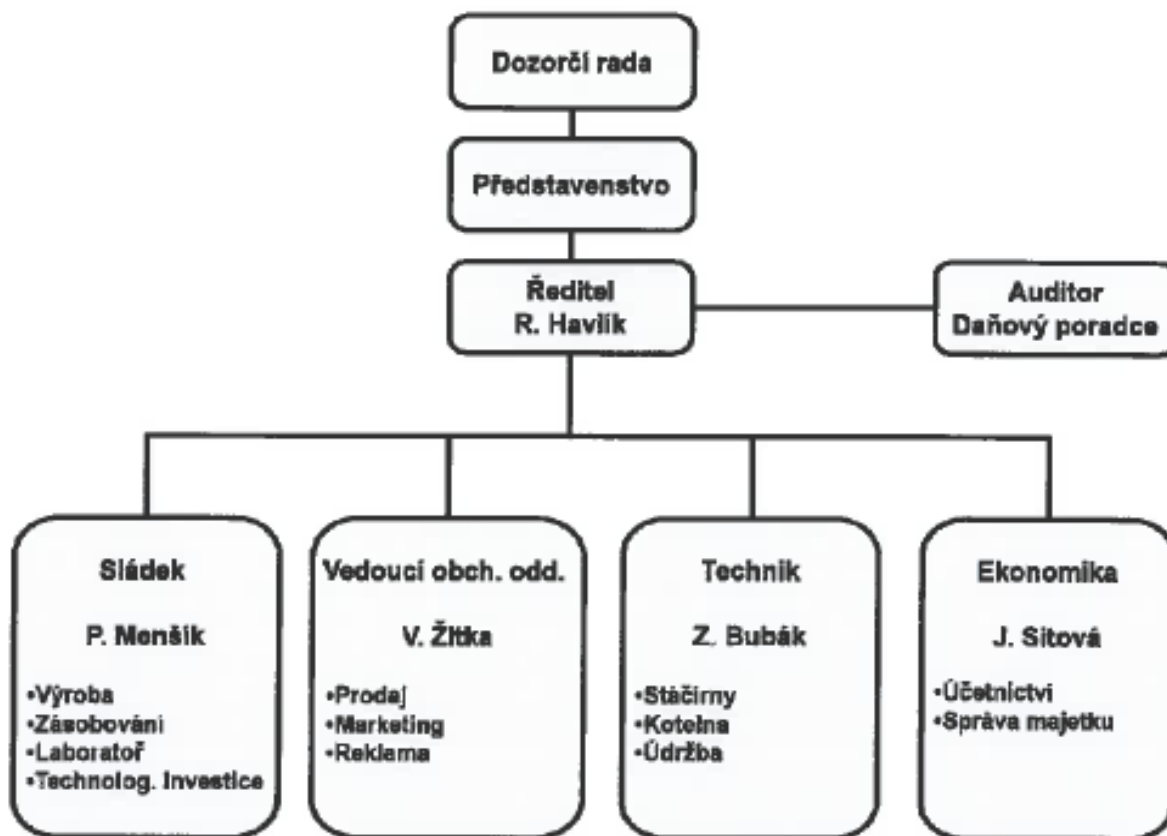 Dozorčí rada
Představenstvo
Ředitel
R. Havlík
Auditor
Daňový poradce
Sládek
P. Menšík
•Výroba
•Zásobování
•Laboratoř
•Technolog. investice
Vedoucí obch. odd.
V. Žitka
•Prodej
•Marketing
•Reklama
Technik
Z. Bubák
•Stáčírny
•Kotelna
•Údržba
Ekonomika
J. Sitová
•Účetnictví
•Správa majetku